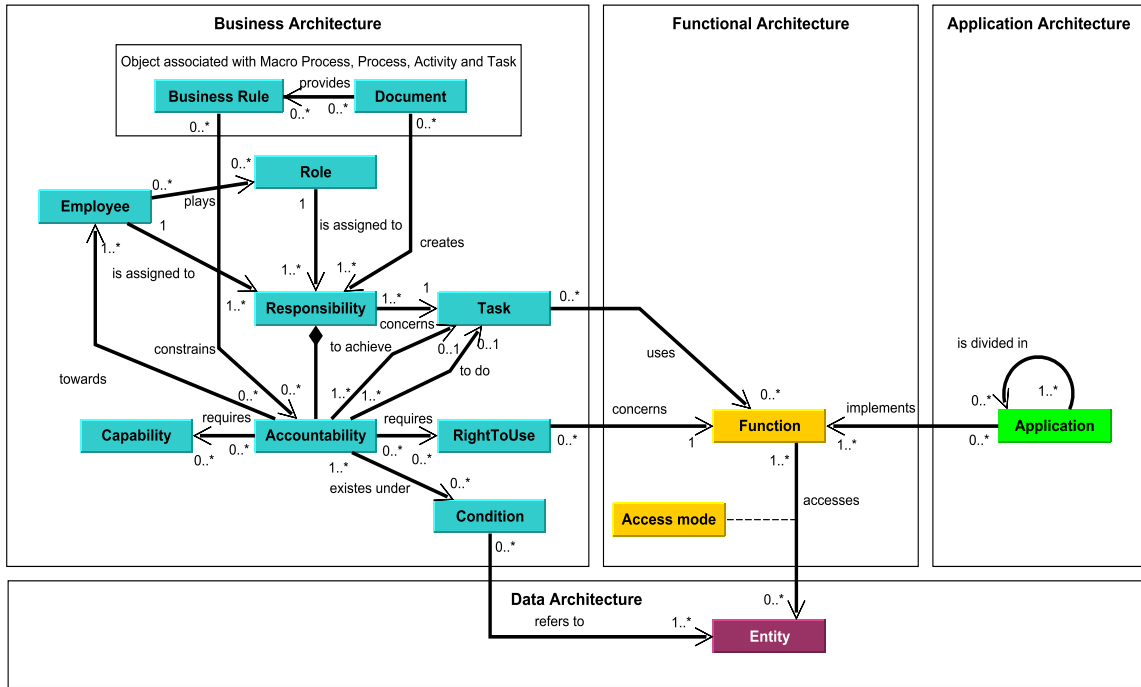 Business Architecture
Functional Architecture
Application Architecture
Object associated with Macro Process, Process, Activity and Task
provides
Business Rule
Document
0..*
0..*
0..*
0..*
0..*
0..*
Role
plays
Employee
1
1
is assigned to
1..*
creates
is assigned to
1..*
1..*
1..*
Responsibility
1..*
1
Task
0..*
concerns
to achieve
0..1
0..1
is divided in
uses
constrains
towards
to do
1..*
0..*
0..*
0..*
1..*
1..*
0..*
requires
requires
concerns
implements
Capability
Accountability
RightToUse
Function
Application
0..*
0..*
0..*
0..*
0..*
1
1..*
0..*
1..*
1..*
existes under
0..*
accesses
Condition
Access mode
0..*
Data Architecture
0..*
refers to
1..*
Entity